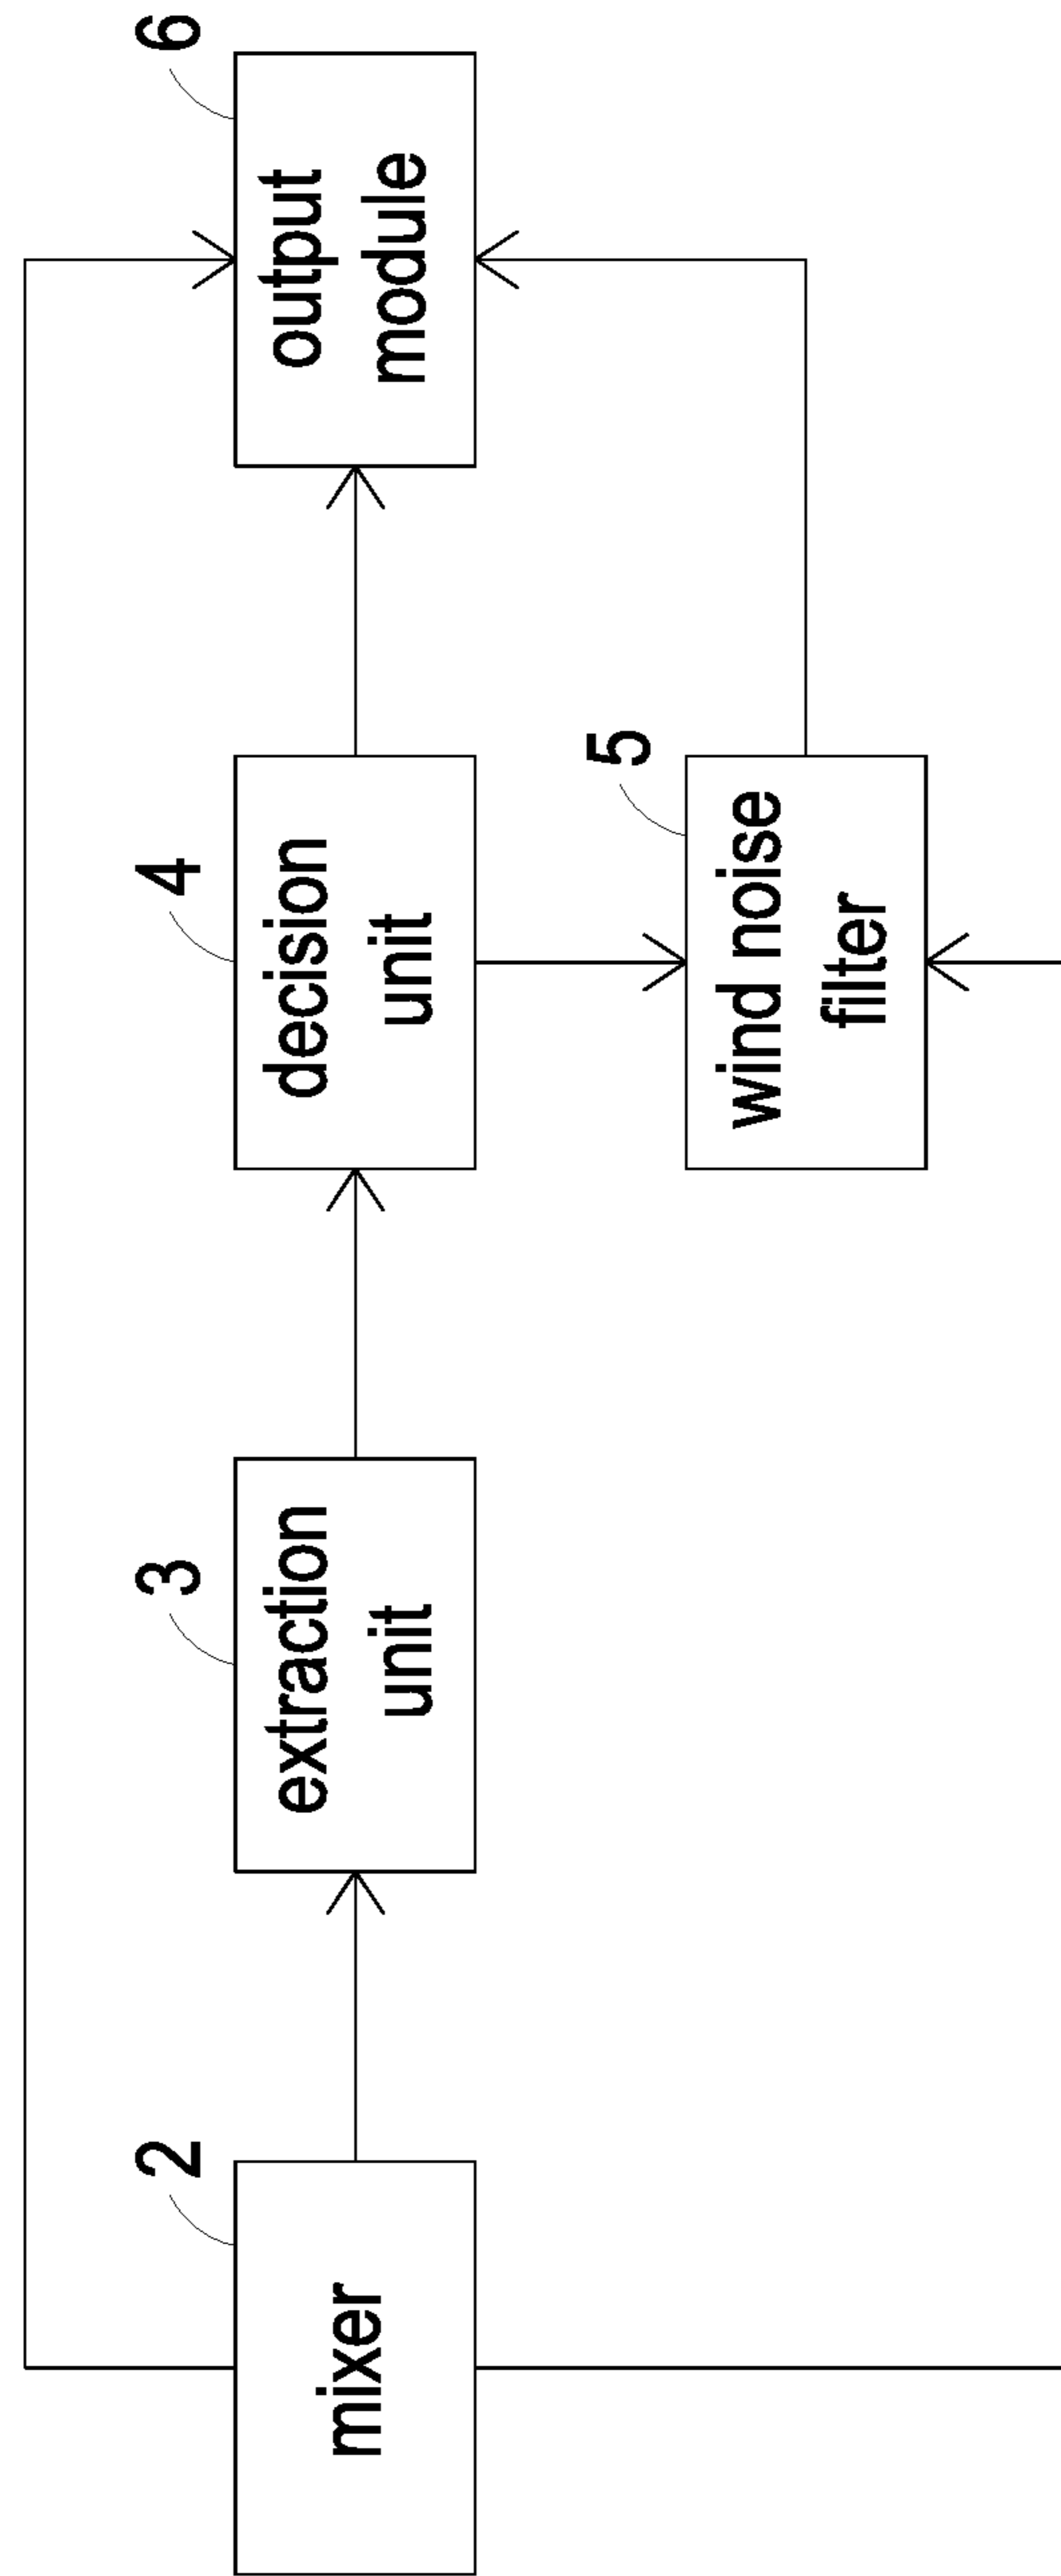 2
mixer
3
extraction
unit
4
decision
unit
5
wind noise
filter
6
output
module